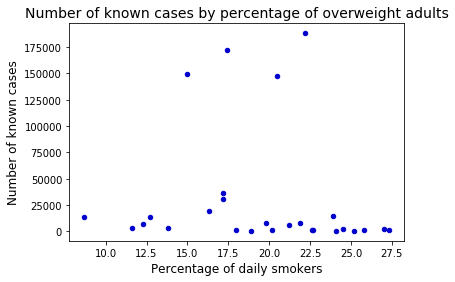 Number of known cases by percentage of overweight adults
175000
150000
125000
100000
75000
50000
25000
0
Number of known cases
10.0 12.5 15.0 17.5 20.0 22.5 25.0 27.5
Percentage of daily smokers